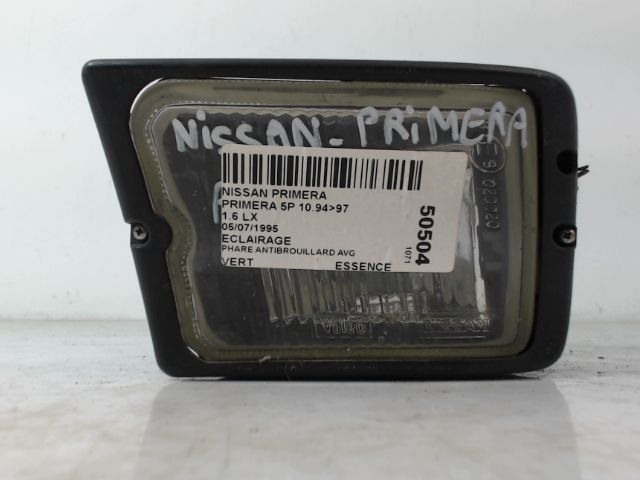 NISSAN-PRIMERA
NISSAN PRIMERA
PRIMERA 5P 10.94>97
1.6 LX
05/07/1995
ECLAIRAGE
PHARE ANTIBROUILLARD AVG
VERT ESSENCE
50504
1071
Valeo NISSAN